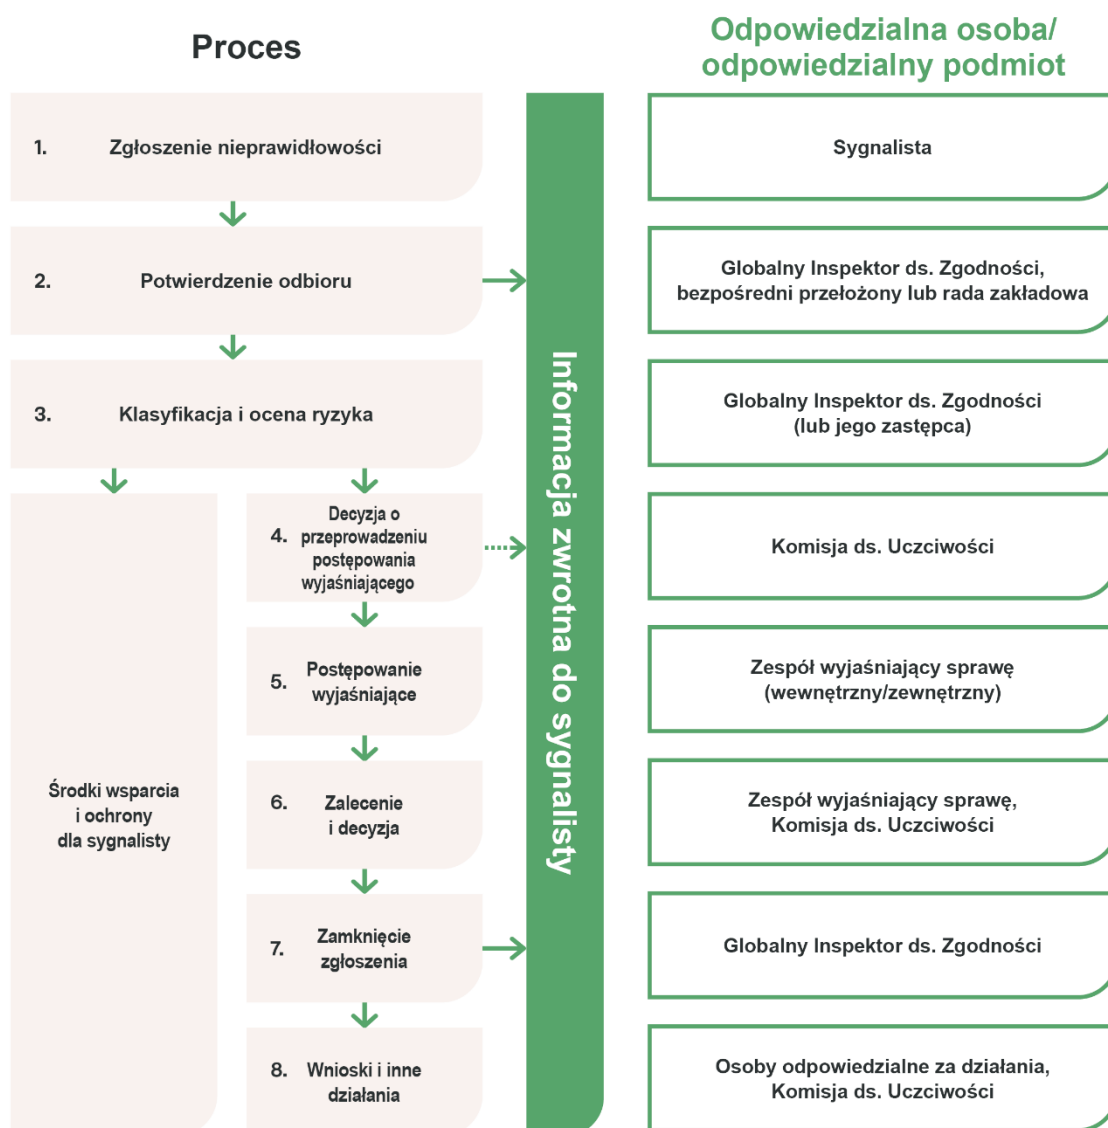 Proces
Odpowiedzialna osoba/
odpowiedzialny podmiot
1. Zgłoszenie nieprawidłowości
Sygnalista
2. Potwierdzenie odbioru
Globalny Inspektor ds. Zgodności,
bezpośredni przełożony lub rada zakładowa
3. Klasyfikacja i ocena ryzyka
Globalny Inspektor ds. Zgodności
(lub jego zastępca)
4. Decyzja o
przeprowadzeniu
postępowania
wyjaśniającego
Komisja ds. Uczciwości
5. Postępowanie
wyjaśniające
Zespół wyjaśniający sprawę
(wewnętrzny/zewnętrzny)
6. Zalecenie
i decyzja
Zespół wyjaśniający sprawę,
Komisja ds. Uczciwości
7. Zamknięcie
zgłoszenia
Globalny Inspektor ds. Zgodności
8. Wnioski i inne
działania
Osoby odpowiedzialne za działania,
Komisja ds. Uczciwości
Środki wsparcia
i ochrony
dla sygnalisty
Informacja zwrotna do sygnalisty